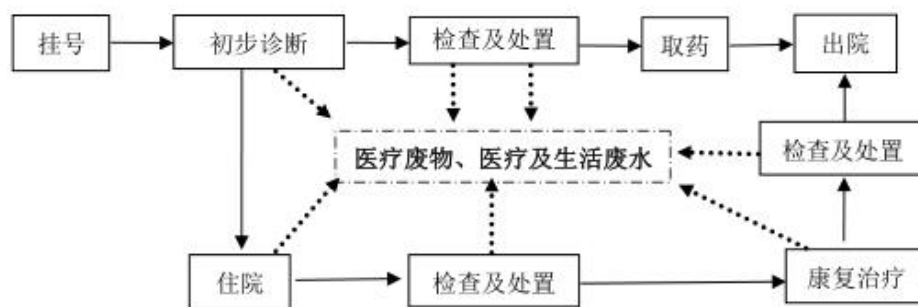 挂号
初步诊断
检查及处置
取药
出院
医疗废物、医疗及生活废水
检查及处置
住院
检查及处置
康复治疗